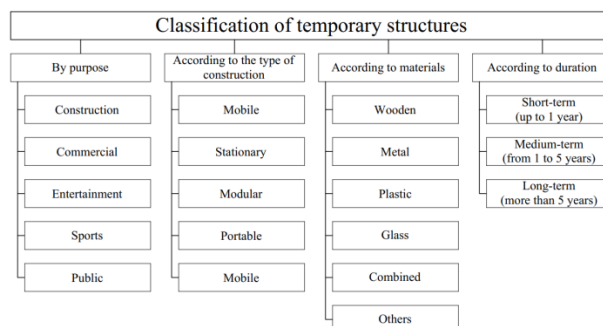 Classification of temporary structures
By purpose
Construction
Commercial
Entertainment
Sports
Public
According to the type of
construction
Mobile
Stationary
Modular
Portable
Mobile
According to materials
Wooden
Metal
Plastic
Glass
Combined
Others
According to duration
Short-term
(up to 1 year)
Medium-term
(from 1 to 5 years)
Long-term
(more than 5 years)